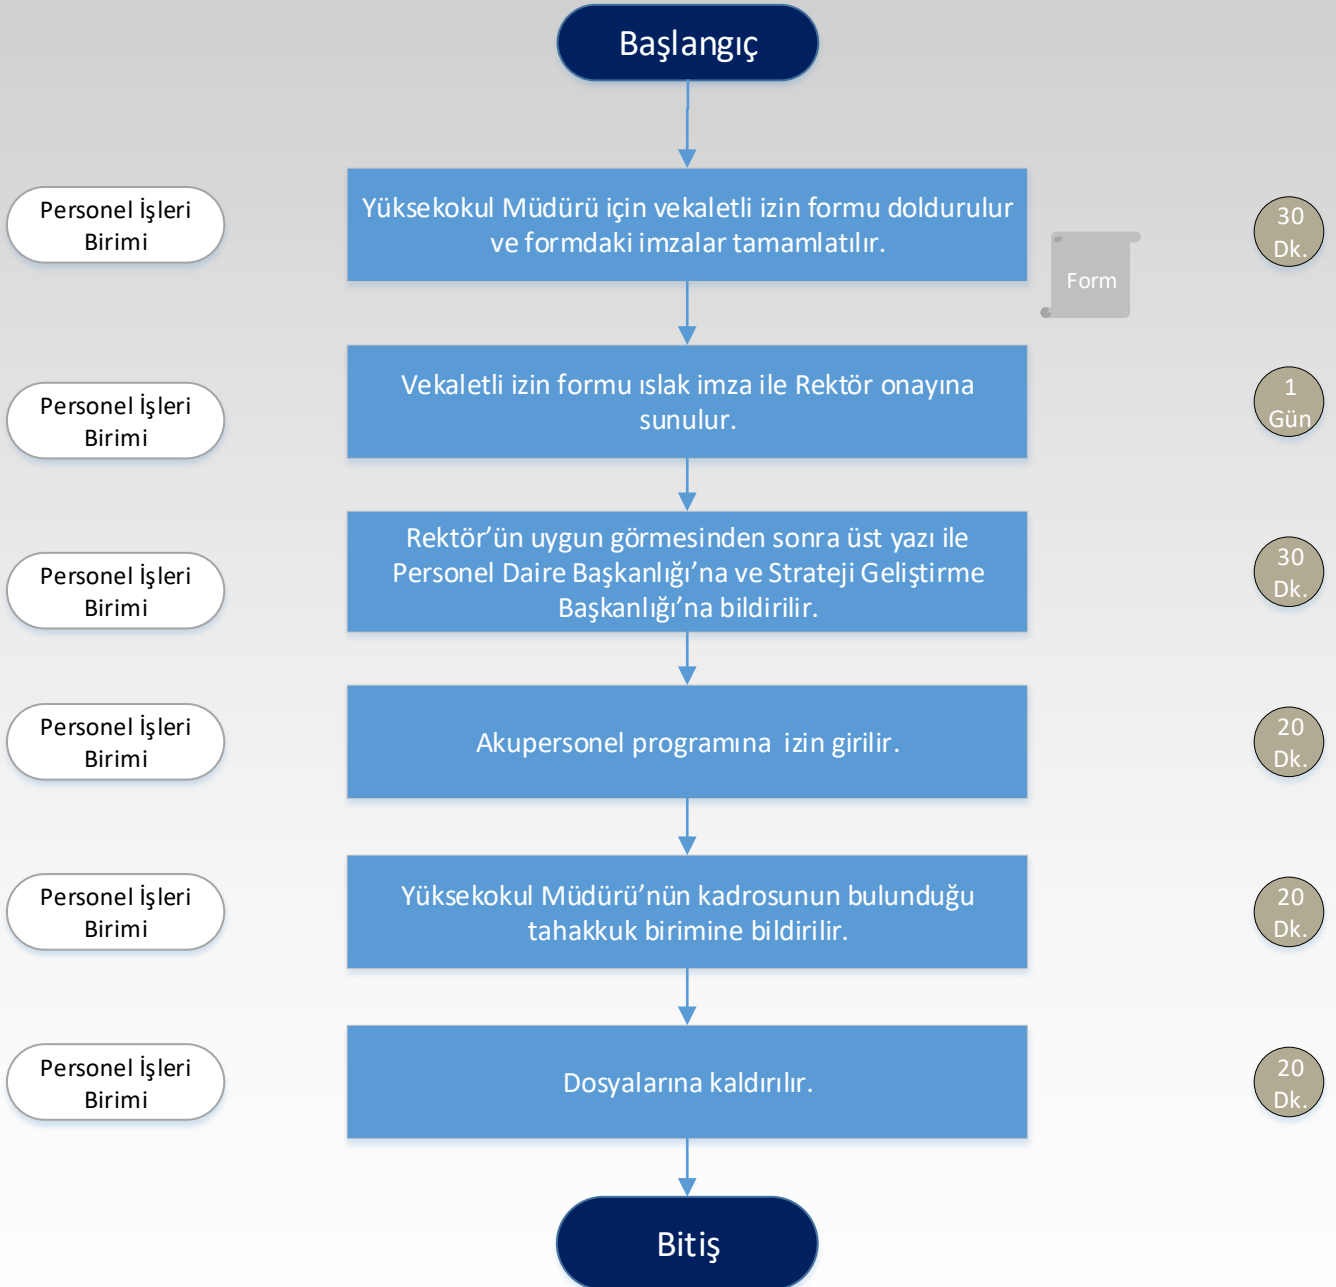 Başlangıç
Personel İşleri
Birimi
Yüksekokul Müdürü için vekaletli izin formu doldurulur
ve formdaki imzalar tamamlatılır.
Form
30
Dk.
Personel İşleri
Birimi
Vekaletli izin formu ıslak imza ile Rektör onayına
sunulur.
1
Gün
Personel İşleri
Birimi
Rektör’ün uygun görmesinden sonra üst yazı ile
Personel Daire Başkanlığı’na ve Strateji Geliştirme
Başkanlığı’na bildirilir.
30
Dk.
Personel İşleri
Birimi
Akupersonel programına  izin girilir.
20
Dk.
Personel İşleri
Birimi
Yüksekokul Müdürü’nün kadrosunun bulunduğu
tahakkuk birimine bildirilir.
20
Dk.
Personel İşleri
Birimi
Dosyalarına kaldırılır.
20
Dk.
Bitiş